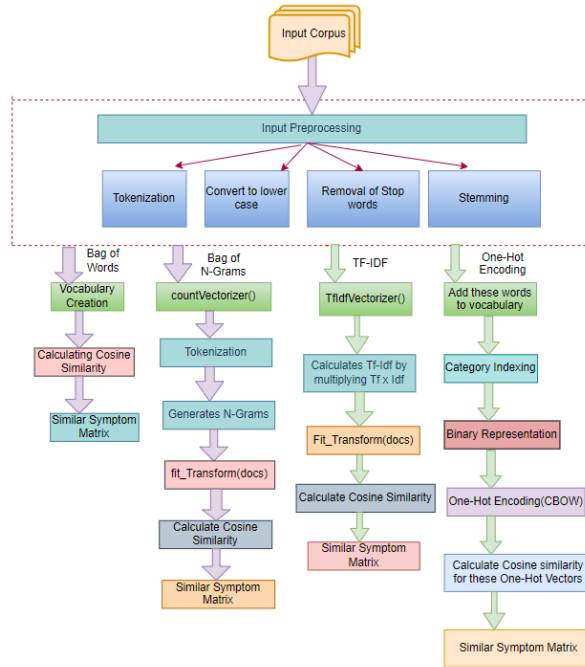 Input Corpus
Input Preprocessing
Tokenization
Convert to lower
case
Removal of Stop
words
Stemming
Bag of
Words
Bag of
N-Grams
TF-IDF
One-Hot
Encoding
Vocabulary
Creation
countVectorizer()
TfIdfVectorizer()
Add these words
to vocabulary
Calculating Cosine
Similarity
Tokenization
Calculates Tf-Idf by
multiplying Tf x Idf
Category Indexing
Similar Symptom
Matrix
Generates N-Grams
Fit_Transform(docs)
Binary Representation
fit_Transform(docs)
Calculate Cosine Similarity
One-Hot Encoding(CBOW)
Calculate Cosine
Similarity
Similar Symptom
Matrix
Calculate Cosine similarity
for these One-Hot Vectors
Similar Symptom
Matrix
Similar Symptom Matrix